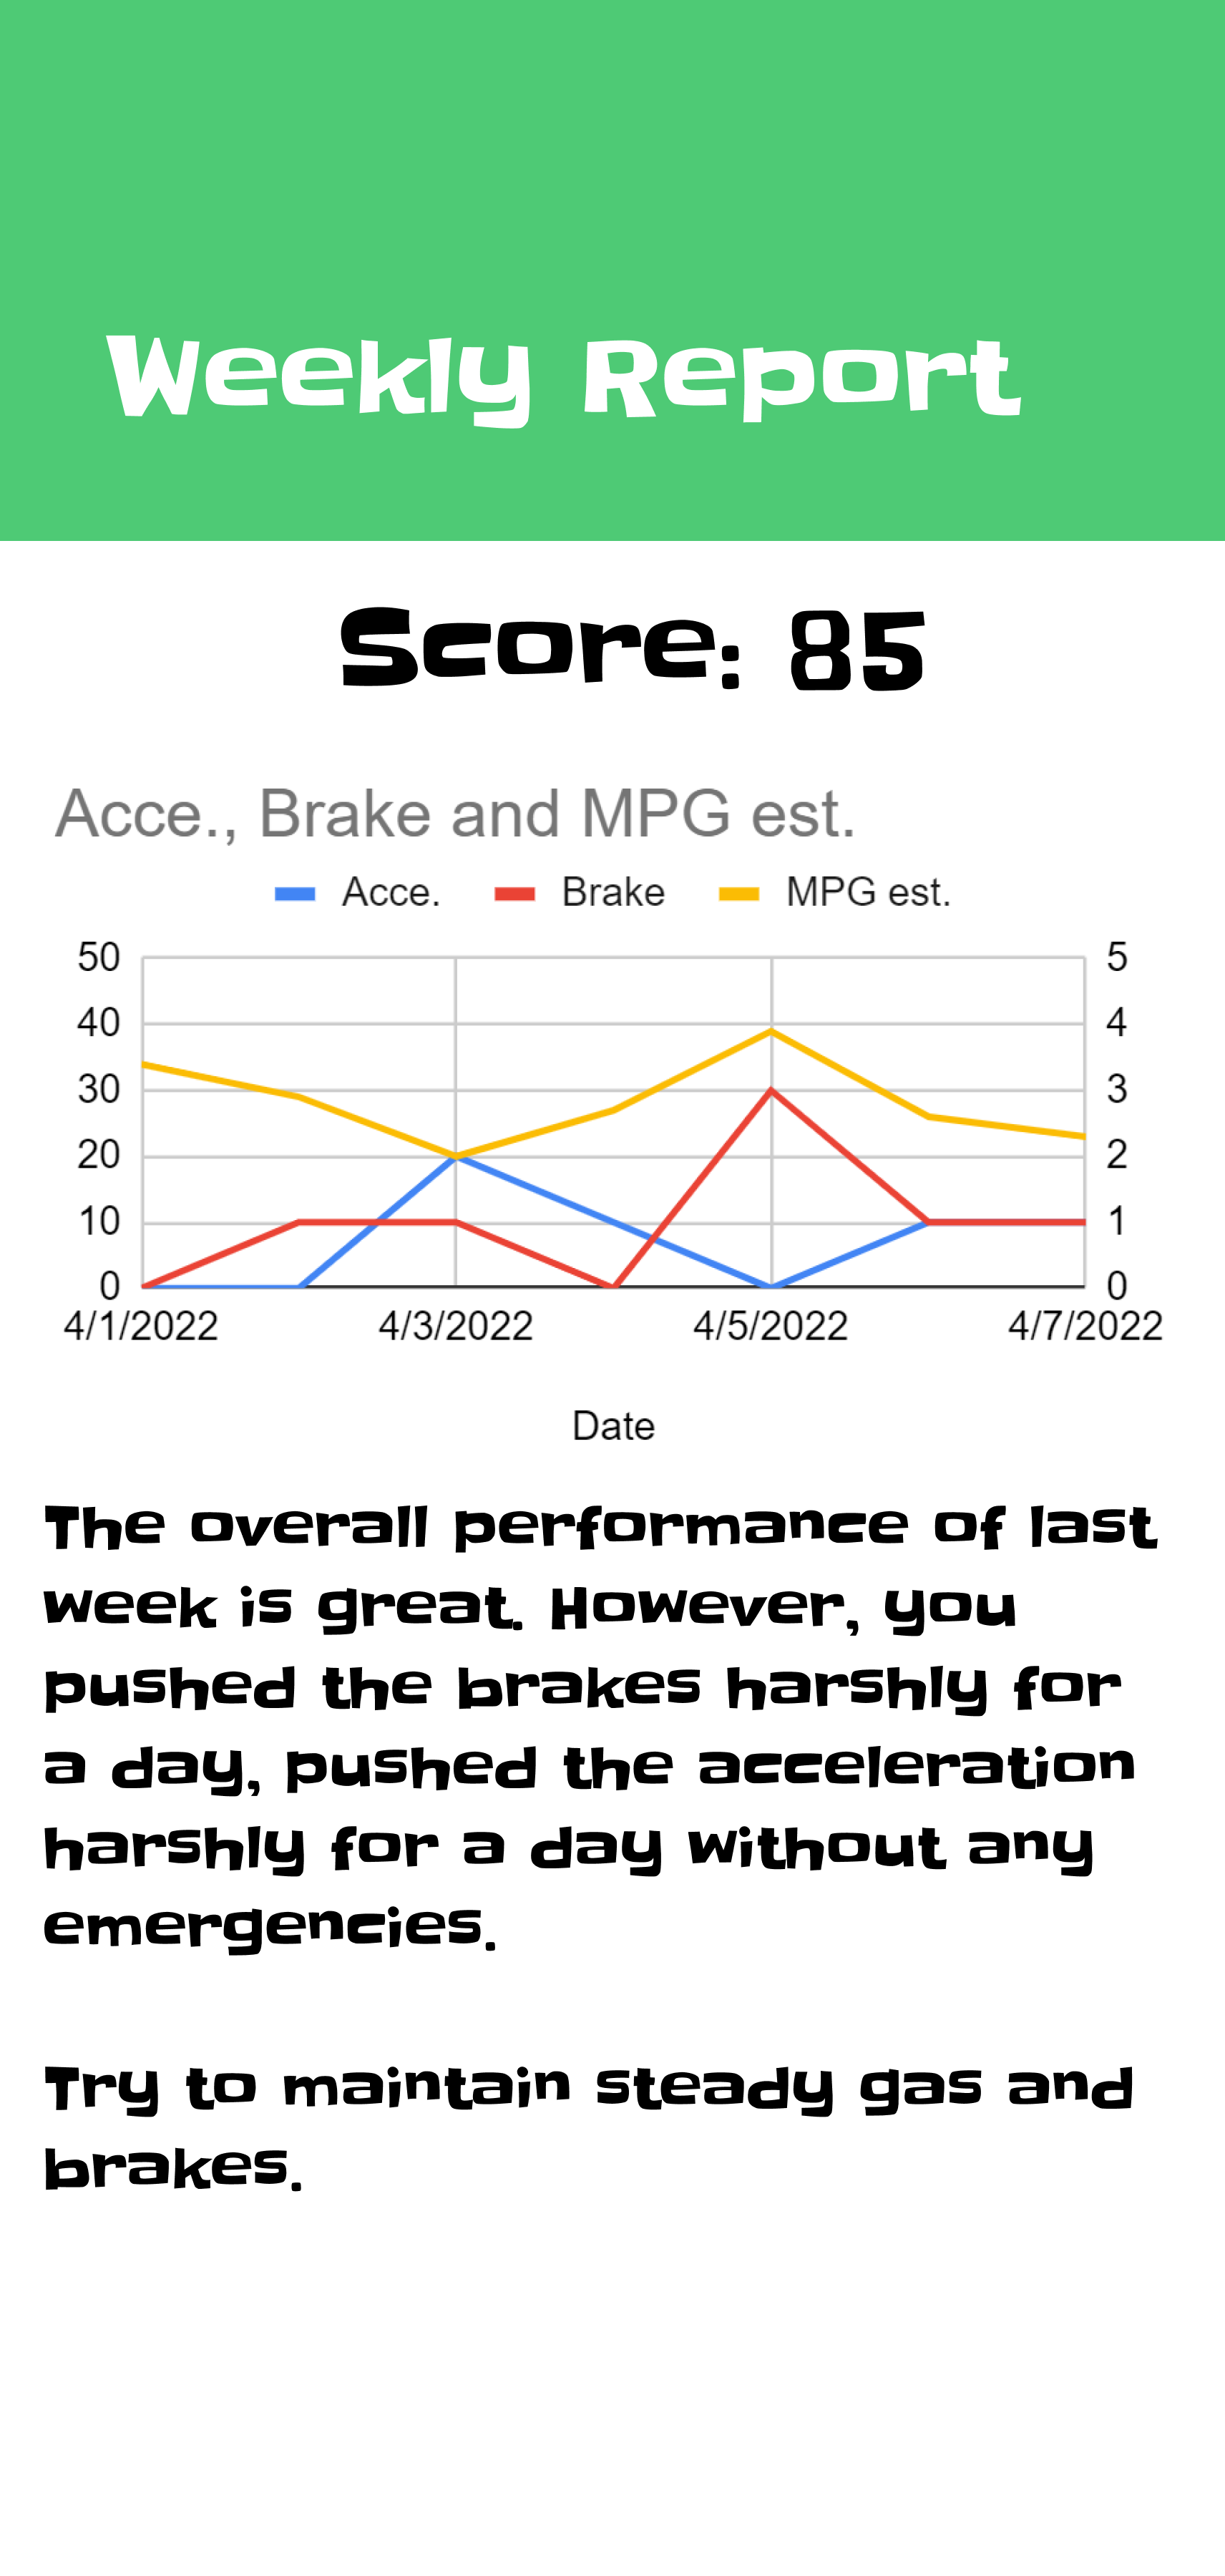 Weekly Report
Score: 85
Acce., Brake and MPG est.
Acce. Brake MPG est.
50 5
40 4
30 3
20 2
10 1
0 0
4/1/2022 4/3/2022 4/5/2022 4/7/2022
Date
The overall performance of last
week is great. However, you
pushed the brakes harshly for
a day, pushed the acceleration
harshly for a day without any
emergencies.
Try to maintain steady gas and
brakes.